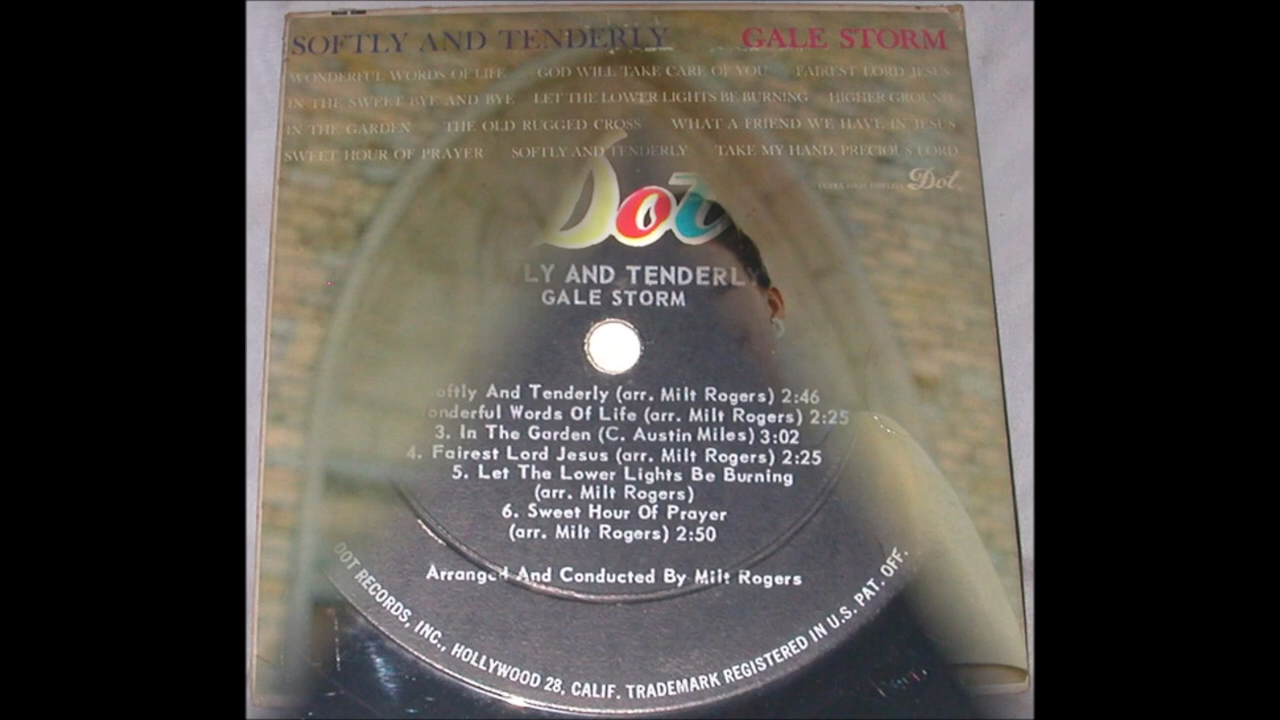 SOFTLY AND TENDERLY GALE STORM
WONDERFUL WORDS OF LIFE GOD WILL TAKE CARE OF YOU FAIREST LORD JESUS
IN THE SWEET BYE AND BYE LET THE LOWER LIGHTS BE BURNING HIGHER GROUND
IN THE GARDEN THE OLD RUGGED CROSS WHAT A FRIEND WE HAVE IN JESUS
SWEET HOUR OF PRAYER SOFTLY AND TENDERLY TAKE MY HAND, PRECIOUS LORD
ULTRA HIGH FIDELITY Dot
Dot
LY AND TENDERLY
GALE STORM
oftly And Tenderly (arr. Milt Rogers) 2:46
onderful Words Of Life (arr. Milt Rogers) 2:25
3. In The Garden (C. Austin Miles) 3:02
4. Fairest Lord Jesus (arr. Milt Rogers) 2:25
5. Let The Lower Lights Be Burning
(arr. Milt Rogers)
6. Sweet Hour Of Prayer
(arr. Milt Rogers) 2:50
Arranged And Conducted By Milt Rogers
DOT RECORDS, INC., HOLLYWOOD 28, CALIF. TRADEMARK REGISTERED IN U.S. PAT. OFF.